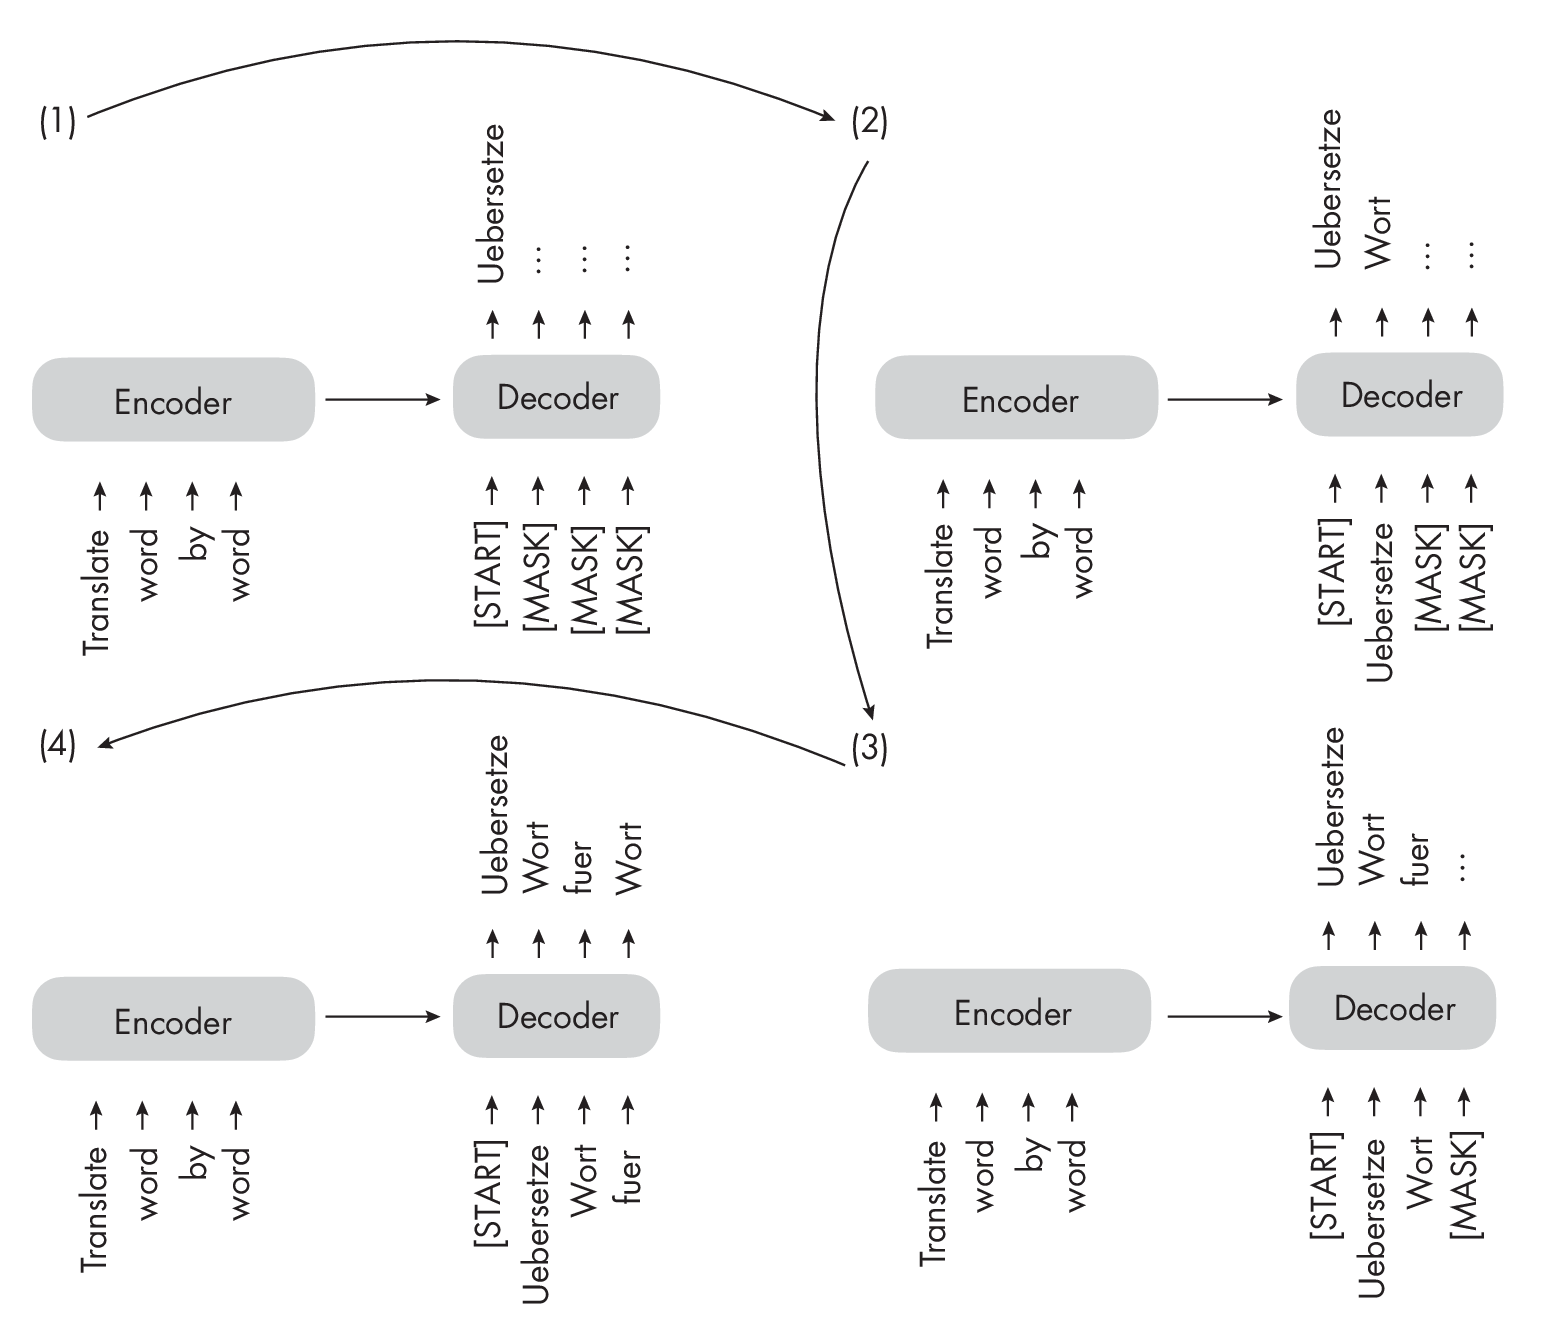 (1)
Uebersetze
...
...
...
Encoder
Decoder
Translate
word
by
word
[START]
[MASK]
[MASK]
[MASK]
(2)
Uebersetze
Wort
...
...
Encoder
Decoder
Translate
word
by
word
[START]
Uebersetze
[MASK]
[MASK]
(3)
Uebersetze
Wort
fuer
...
Encoder
Decoder
Translate
word
by
word
[START]
Uebersetze
Wort
[MASK]
(4)
Uebersetze
Wort
fuer
Wort
Encoder
Decoder
Translate
word
by
word
[START]
Uebersetze
Wort
fuer